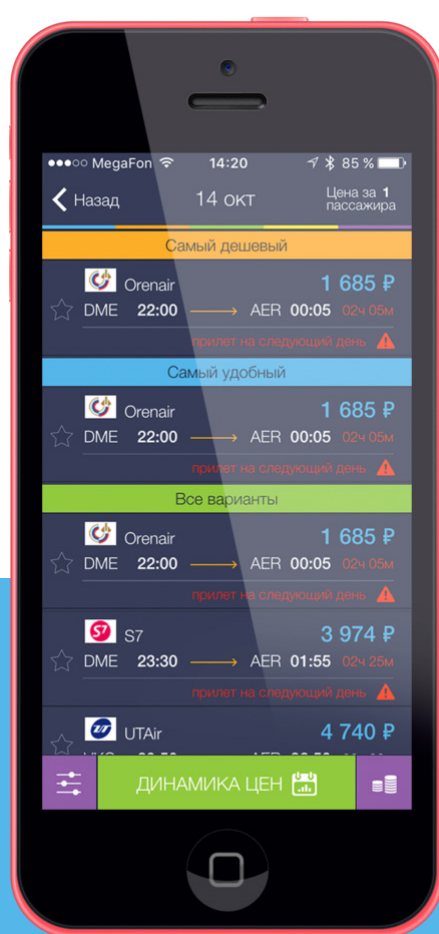 MegaFon 14:20 85 %
Назад 14 окт Цена за 1
пассажира
Самый дешевый
Orenair 1 685 ₽
DME 22:00 AER 00:05 02ч 05м
прилет на следующий день
Самый удобный
Orenair 1 685 ₽
DME 22:00 AER 00:05 02ч 05м
прилет на следующий день
Все варианты
Orenair 1 685 ₽
DME 22:00 AER 00:05 02ч 05м
прилет на следующий день
S7 S7 3 974 ₽
DME 23:30 AER 01:55 02ч 25м
прилет на следующий день
UTAir 4 740 ₽
ДИНАМИКА ЦЕН